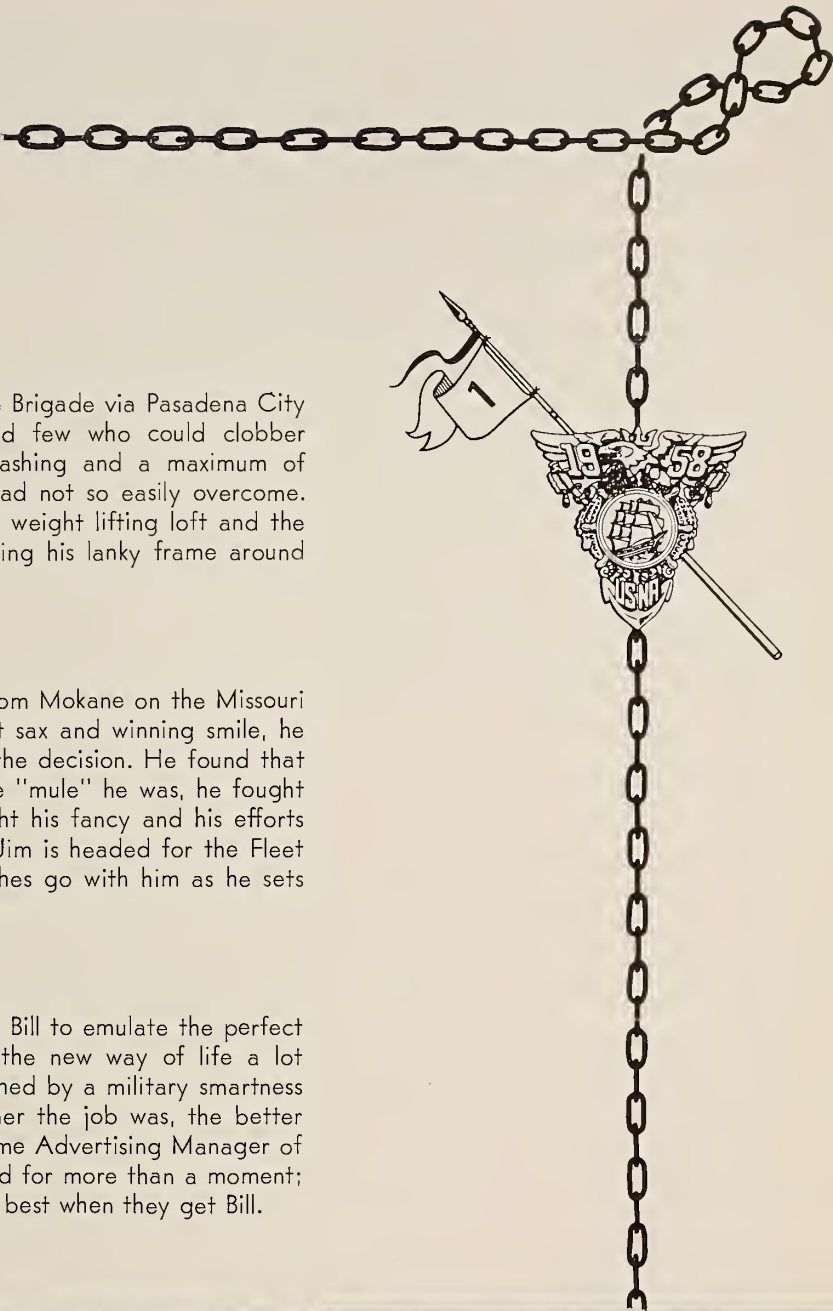 Brigade via Pasadena City
d few who could clobber
ashing and a maximum of
ad not so easily overcome.
weight lifting loft and the
ing his lanky frame around
1
19 58
USNA
om Mokane on the Missouri
t sax and winning smile, he
the decision. He found that
e "mule" he was, he fought
ht his fancy and his efforts
Jim is headed for the Fleet
hes go with him as he sets
Bill to emulate the perfect
the new way of life a lot
ned by a military smartness
ner the job was, the better
me Advertising Manager of
d for more than a moment;
best when they get Bill.